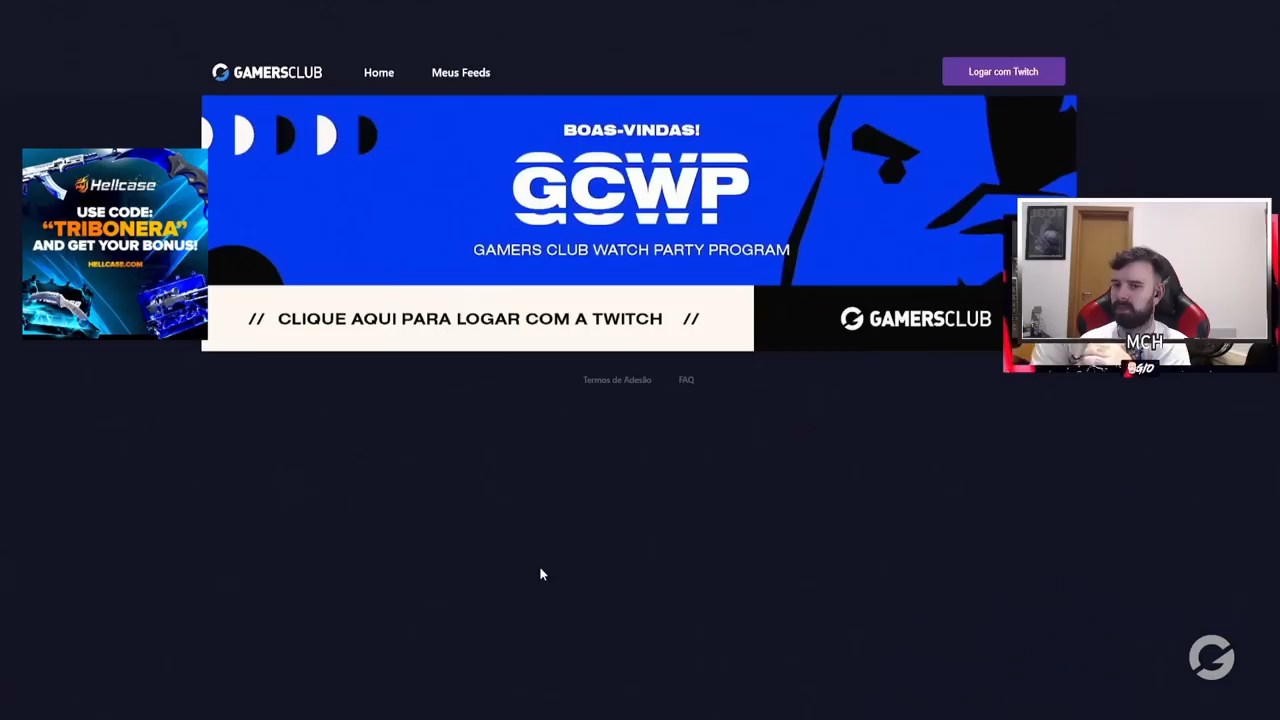 GAMERSCLUB
Home
Meus Feeds
Logar com Twitch
BOAS-VINDAS!
GCWP
GAMERS CLUB WATCH PARTY PROGRAM
// CLIQUE AQUI PARA LOGAR COM A TWITCH //
GAMERSCLUB
Termos de Adesão
FAQ
Hellcase
USE CODE:
"TRIBONERA"
AND GET YOUR BONUS!
HELLCASE.COM
MCH